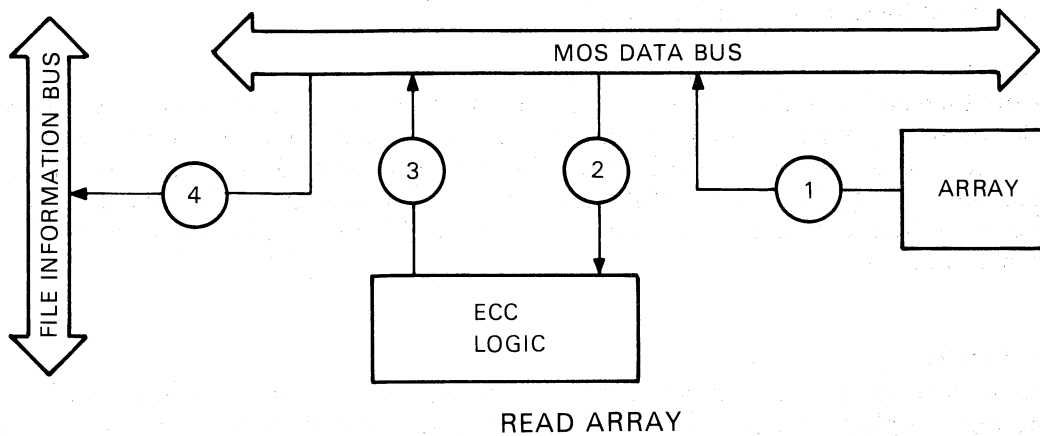 FILE INFORMATION BUS
MOS DATA BUS
4
3
2
1
ARRAY
ECC
LOGIC
READ ARRAY